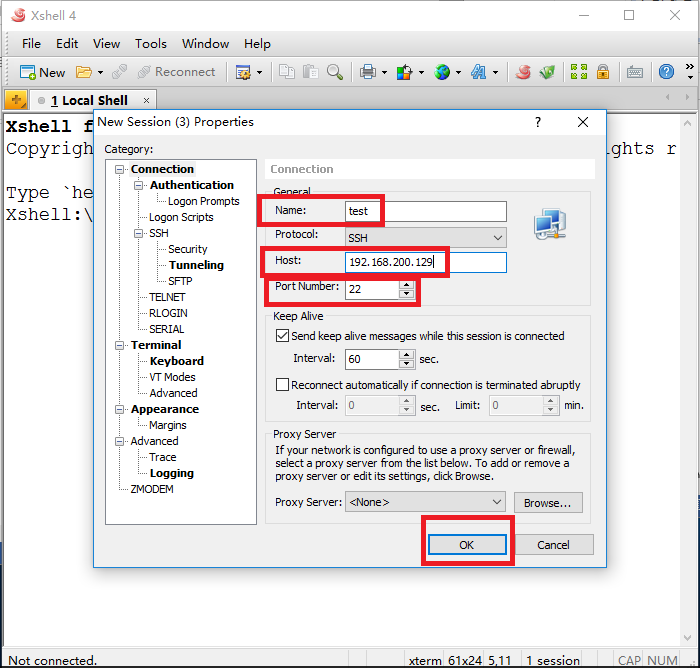 Xshell 4
File Edit View Tools Window Help
New Reconnect »
1 Local Shell ×
Xshell f
Copyrigh ghts r
Type `he
Xshell:\
New Session (3) Properties ?
Category:
Connection
Authentication
Logon Prompts
Logon Scripts
SSH
Security
Tunneling
SFTP
TELNET
RLOGIN
SERIAL
Terminal
Keyboard
VT Modes
Advanced
Appearance
Margins
Advanced
Trace
Logging
ZMODEM
Connection
General
Name: test
Protocol: SSH
Host: 192.168.200.129
Port Number: 22
Keep Alive
Send keep alive messages while this session is connected
Interval: 60 sec.
Reconnect automatically if connection is terminated abruptly
Interval: 0 sec. Limit: 0 min.
Proxy Server
If your network is configured to use a proxy server or firewall,
select a proxy server from the list below. To add or remove a
proxy server or edit its settings, click Browse.
Proxy Server: <None> Browse...
OK Cancel
Not connected. xterm 61x24 5,11 1 session CAP NUM